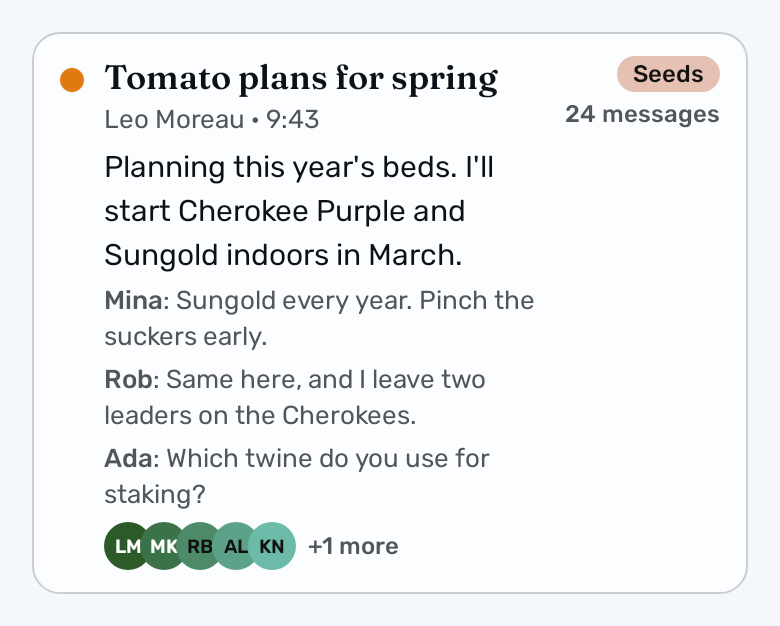 Tomato plans for spring
Seeds
Leo Moreau • 9:43
24 messages
Planning this year's beds. I'll
start Cherokee Purple and
Sungold indoors in March.
Mina: Sungold every year. Pinch the
suckers early.
Rob: Same here, and I leave two
leaders on the Cherokees.
Ada: Which twine do you use for
staking?
LM MK RB AL KN +1 more